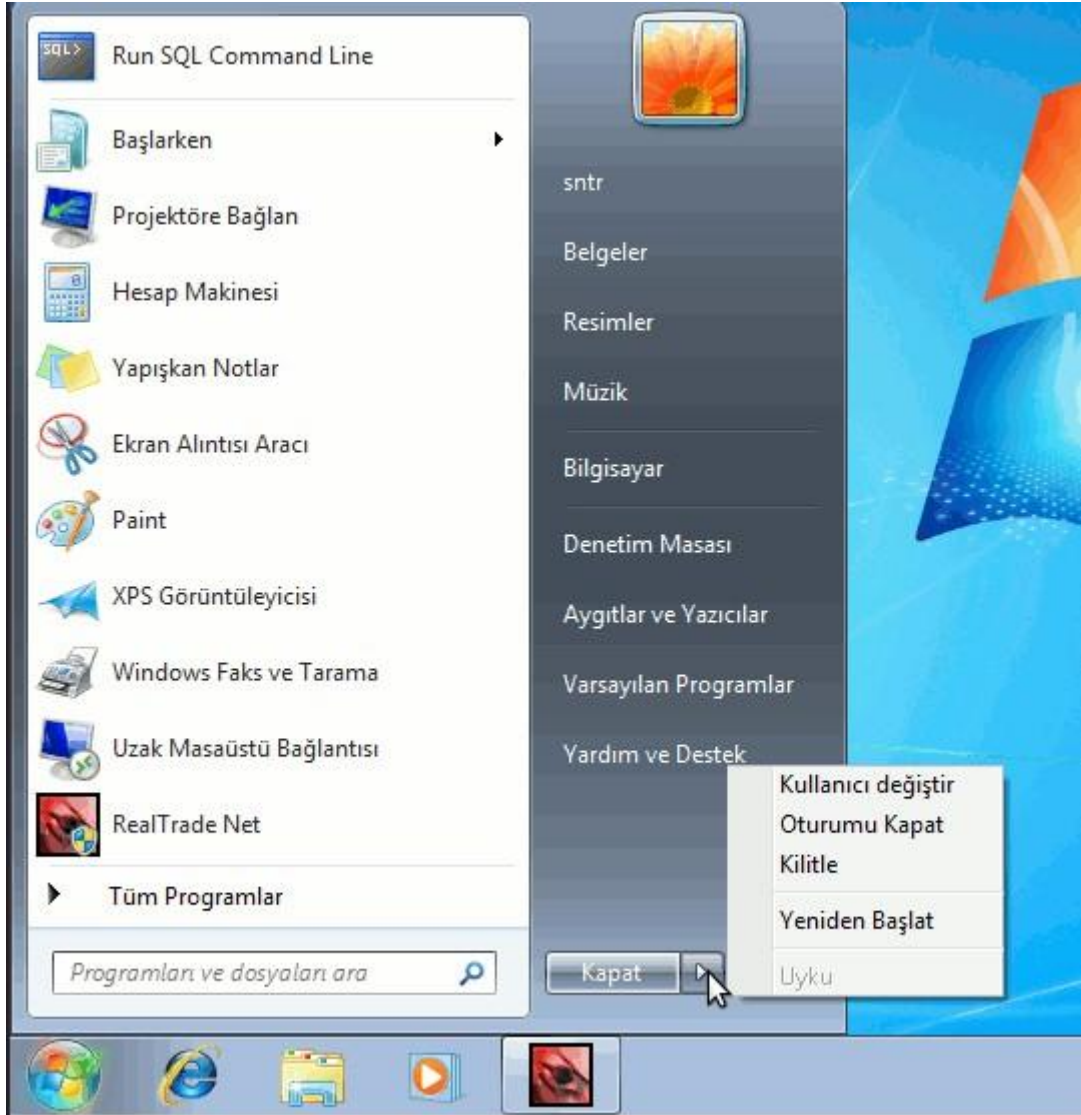 SQL>
Run SQL Command Line
Başlarken
Projektöre Bağlan
Hesap Makinesi
Yapışkan Notlar
Ekran Alıntısı Aracı
Paint
XPS Görüntüleyicisi
Windows Faks ve Tarama
Uzak Masaüstü Bağlantısı
RealTrade Net
Tüm Programlar
Programları ve dosyaları ara
sntr
Belgeler
Resimler
Müzik
Bilgisayar
Denetim Masası
Aygıtlar ve Yazıcılar
Varsayılan Programlar
Yardım ve Destek
Kapat
Kullanıcı değiştir
Oturumu Kapat
Kilitle
Yeniden Başlat
Uyku